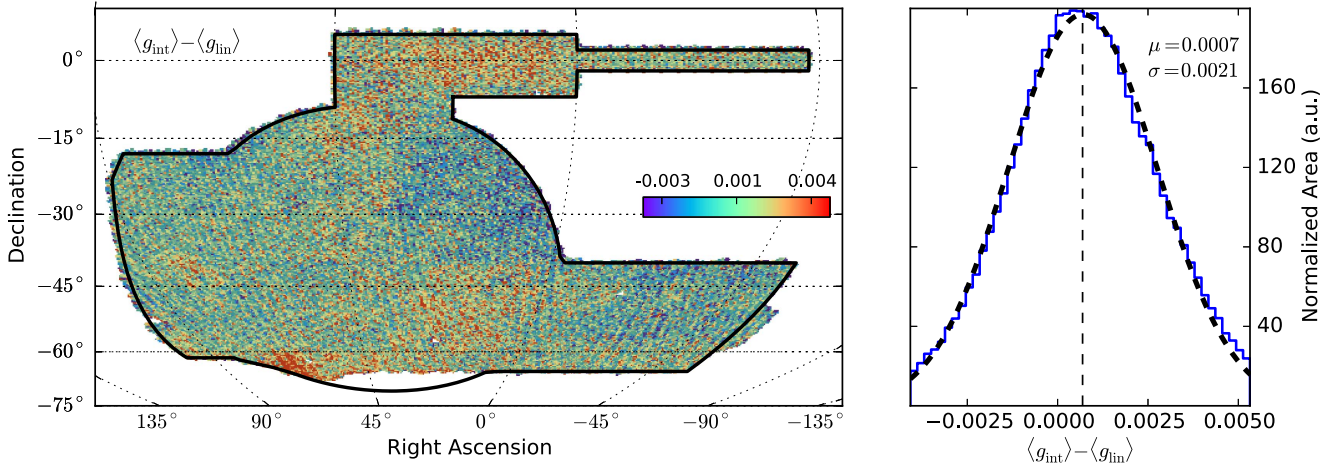 ⟨g_int⟩−⟨g_lin⟩
0°
−15°
−30°
−45°
−60°
−75°
Declination
-0.003 0.001 0.004
135° 90° 45° 0° −45° −90° −135°
Right Ascension
μ=0.0007
σ=0.0021
160
120
80
40
Normalized Area (a.u.)
−0.0025 0.0000 0.0025 0.0050
⟨g_int⟩−⟨g_lin⟩